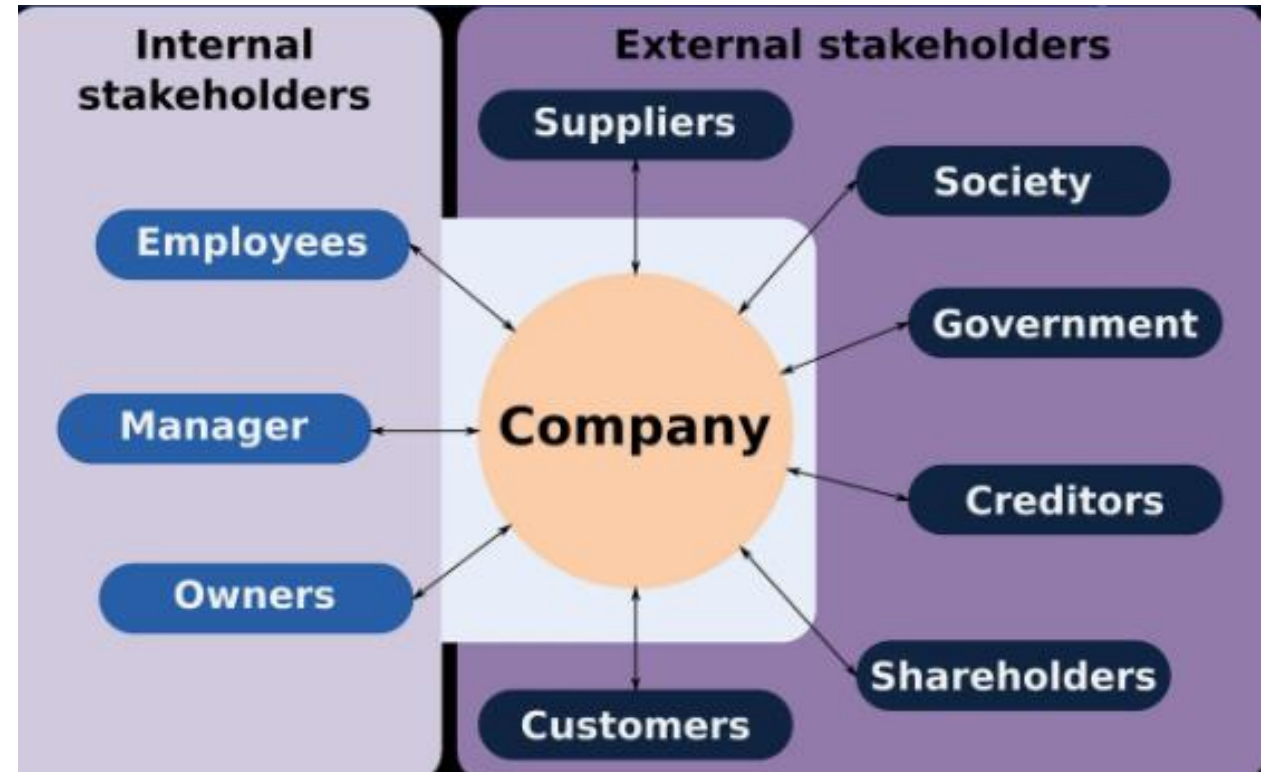 Internal
stakeholders
Employees
Manager
Owners
External stakeholders
Suppliers
Society
Government
Company
Creditors
Shareholders
Customers